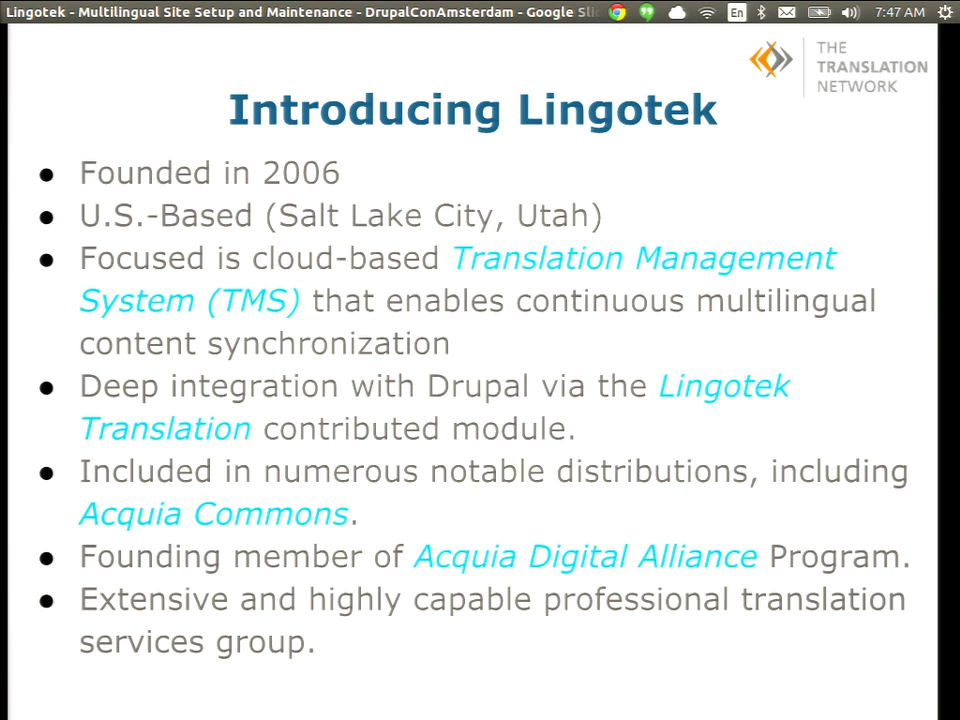 Lingotek - Multilingual Site Setup and Maintenance - DrupalConAmsterdam - Google
En
7:47 AM
THE
TRANSLATION
NETWORK
Introducing Lingotek
● Founded in 2006
● U.S.-Based (Salt Lake City, Utah)
● Focused is cloud-based Translation Management
System (TMS) that enables continuous multilingual
content synchronization
● Deep integration with Drupal via the Lingotek
Translation contributed module.
● Included in numerous notable distributions, including
Acquia Commons.
● Founding member of Acquia Digital Alliance Program.
● Extensive and highly capable professional translation
services group.